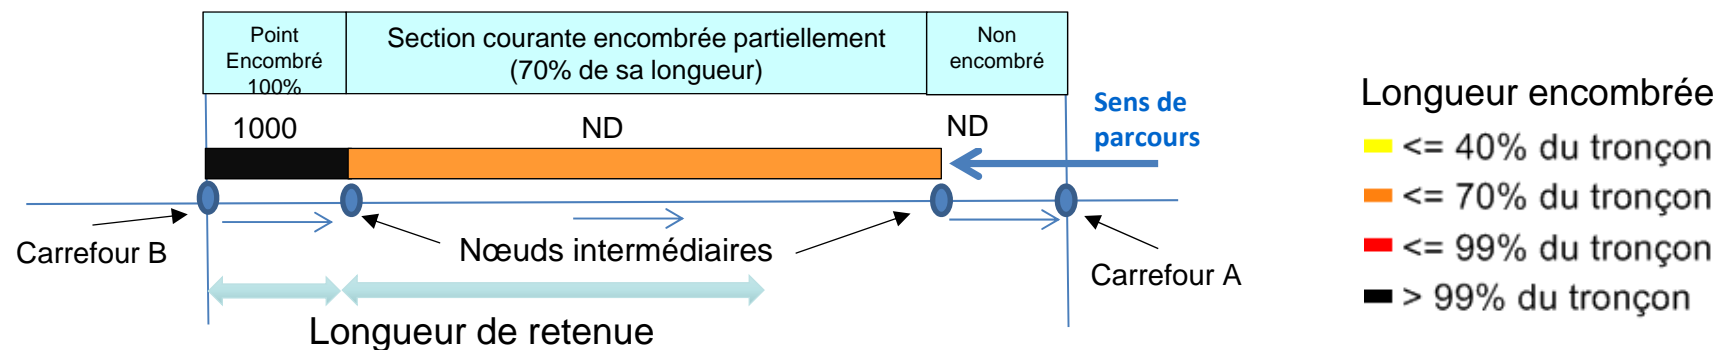 Point
Encombré
100%
Section courante encombrée partiellement
(70% de sa longueur)
Non
encombré
Sens de
parcours
1000
ND
ND
Carrefour B
Nœuds intermédiaires
Carrefour A
Longueur de retenue
Longueur encombrée
<= 40% du tronçon
<= 70% du tronçon
<= 99% du tronçon
> 99% du tronçon